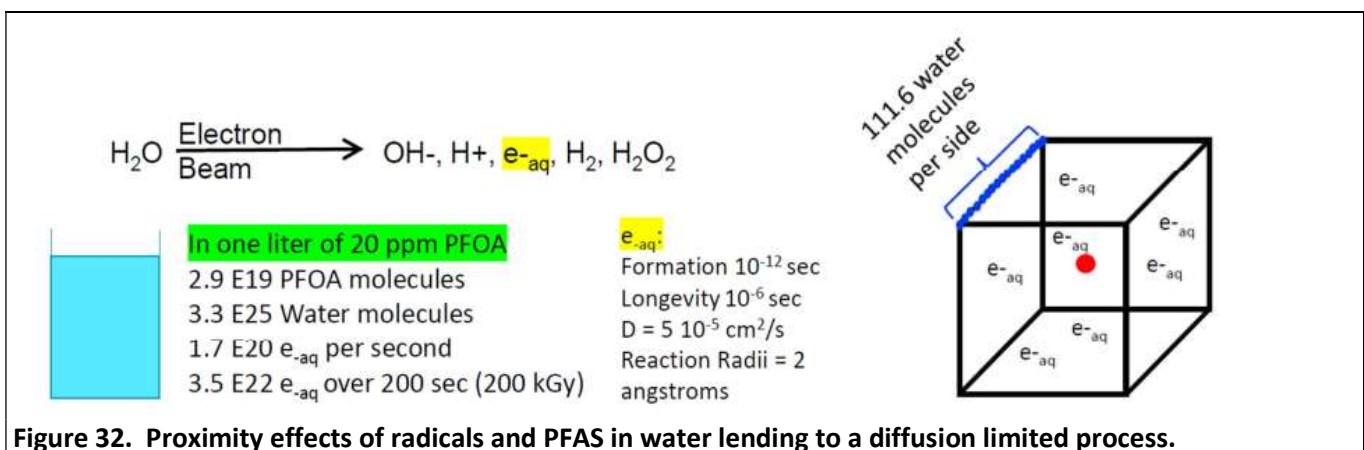 H₂O Electron Beam OH-, H+, e-aq, H₂, H₂O₂
In one liter of 20 ppm PFOA
2.9 E19 PFOA molecules
3.3 E25 Water molecules
1.7 E20 e-aq per second
3.5 E22 e-aq over 200 sec (200 kGy)
e-aq:
Formation 10⁻¹² sec
Longevity 10⁻⁶ sec
D = 5 10⁻⁵ cm²/s
Reaction Radii = 2
angstroms
111.6 water
molecules
per side
e-aq
e-aq
e-aq
e-aq
e-aq
e-aq
e-aq
Figure 32. Proximity effects of radicals and PFAS in water lending to a diffusion limited process.